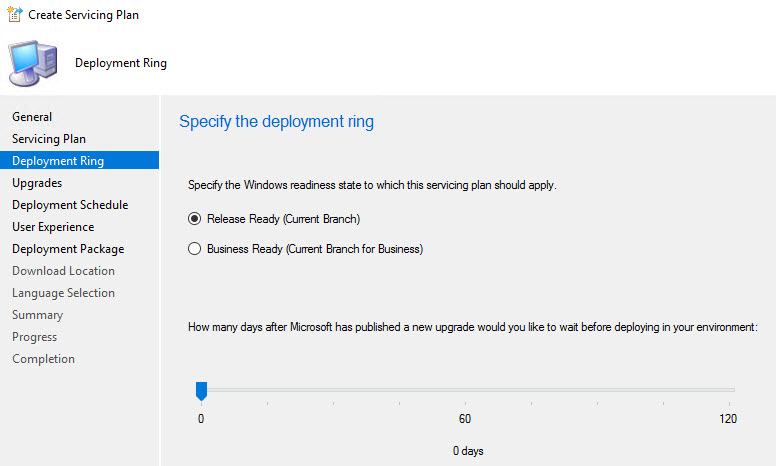 Create Servicing Plan
Deployment Ring
General
Servicing Plan
Deployment Ring
Upgrades
Deployment Schedule
User Experience
Deployment Package
Download Location
Language Selection
Summary
Progress
Completion
Specify the deployment ring
Specify the Windows readiness state to which this servicing plan should apply.
Release Ready (Current Branch)
Business Ready (Current Branch for Business)
How many days after Microsoft has published a new upgrade would you like to wait before deploying in your environment:
0 60 120
0 days